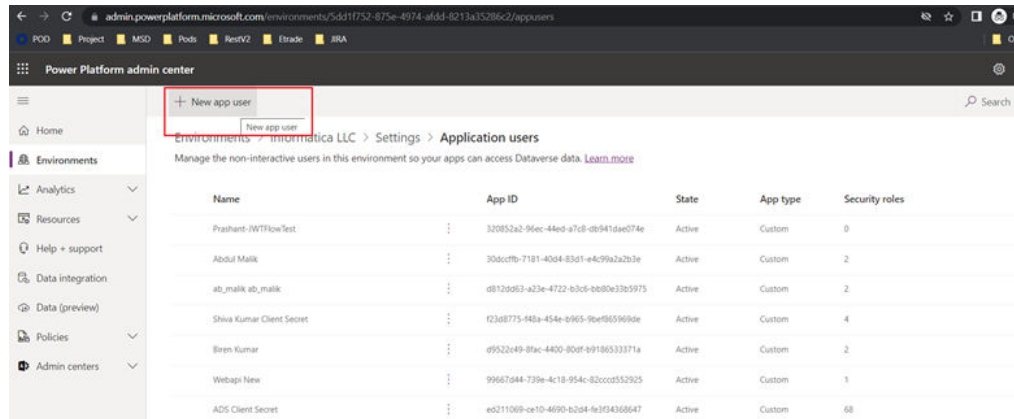 admin.powerplatform.microsoft.com/environments/5dd1f752-875e-4974-afdd-8213a35286c2/appusers
POD Project MSD Pods RestV2 Etrade JIRA
Power Platform admin center
+ New app user
Search
New app user
Home
Environments > Informatica LLC > Settings > Application users
Environments
Manage the non-interactive users in this environment so your apps can access Dataverse data. Learn more
Analytics
Name App ID State App type Security roles
Resources
Prashant-JWTFlowTest 320852a2-96ec-44ed-a7c8-db941dae074e Active Custom 0
Help + support
Abdul Malik 30dccffb-7181-40d4-83d1-e4c99a2a2b3e Active Custom 2
Data integration
ab_malik ab_malik d812dd63-a23e-4722-b3c6-bb80e33b5975 Active Custom 2
Data (preview)
Shiva Kumar Client Secret f23d8775-f48a-454e-b965-9bef865969de Active Custom 4
Policies
Biren Kumar d9522c49-8fac-4400-80df-b9186533371a Active Custom 2
Admin centers
Webapi New 99667d44-739e-4c18-954c-82cccd552925 Active Custom 1
ADS Client Secret ed211069-ce10-4690-b2d4-fe3f34368647 Active Custom 68